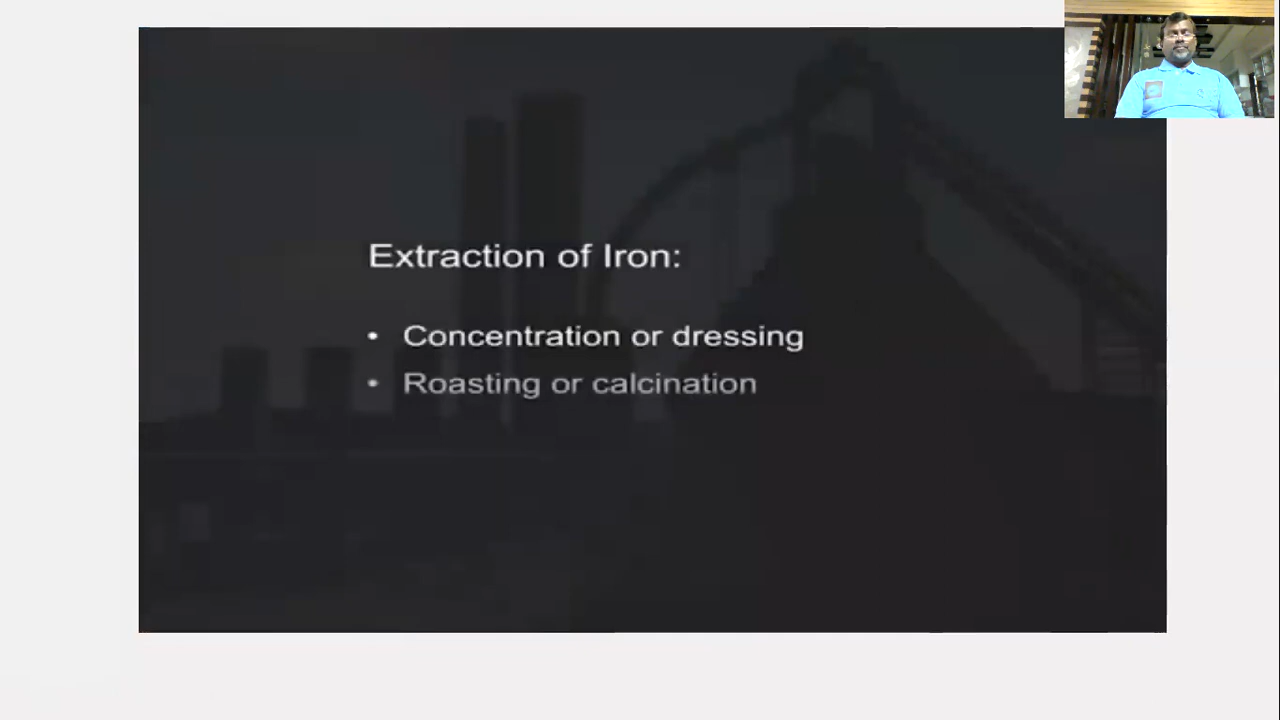 Extraction of Iron:
• Concentration or dressing
• Roasting or calcination